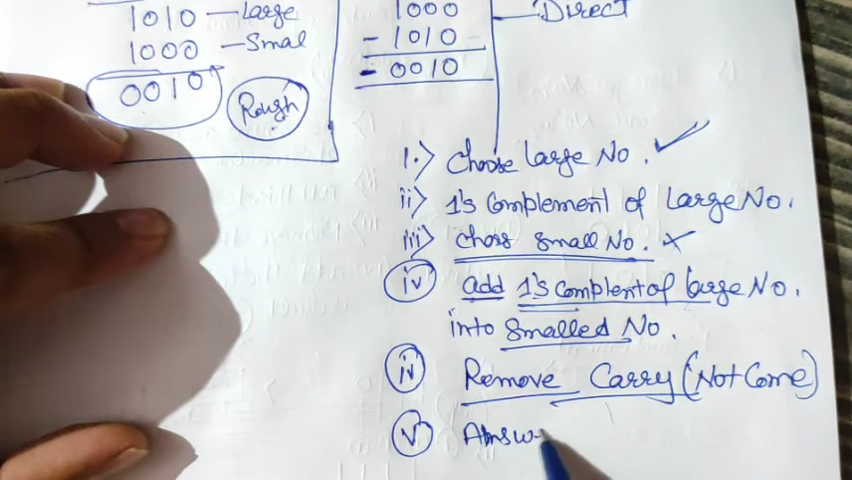 1010 — Large
1000 — Smal
0010
Rough
1000
- 1010
- 0010
Direct
i.> Choose large No.
ii> 1's Complement of Large No.
iii> Chose small No. ×
iv add 1's complent of large No.
into Smalled No.
iv Remove Carry (Not Come)
v Answ